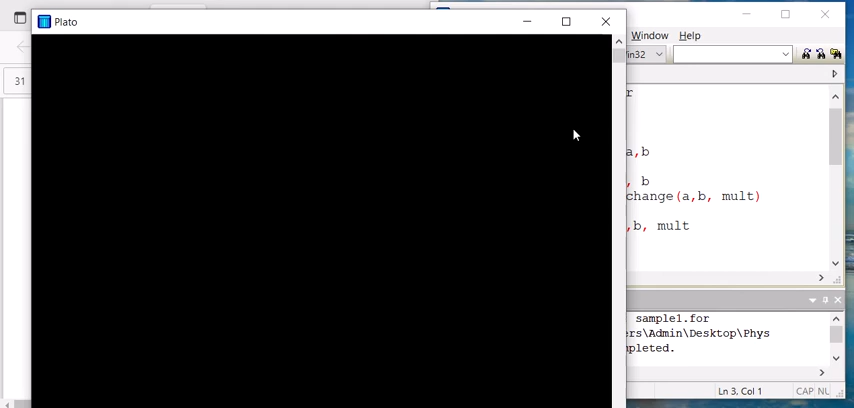 Plato
31
Window Help
in32
r
a,b
, b
change(a,b, mult)
,b, mult
sample1.for
ers\Admin\Desktop\Phys
mpleted.
Ln 3, Col 1 CAP NU